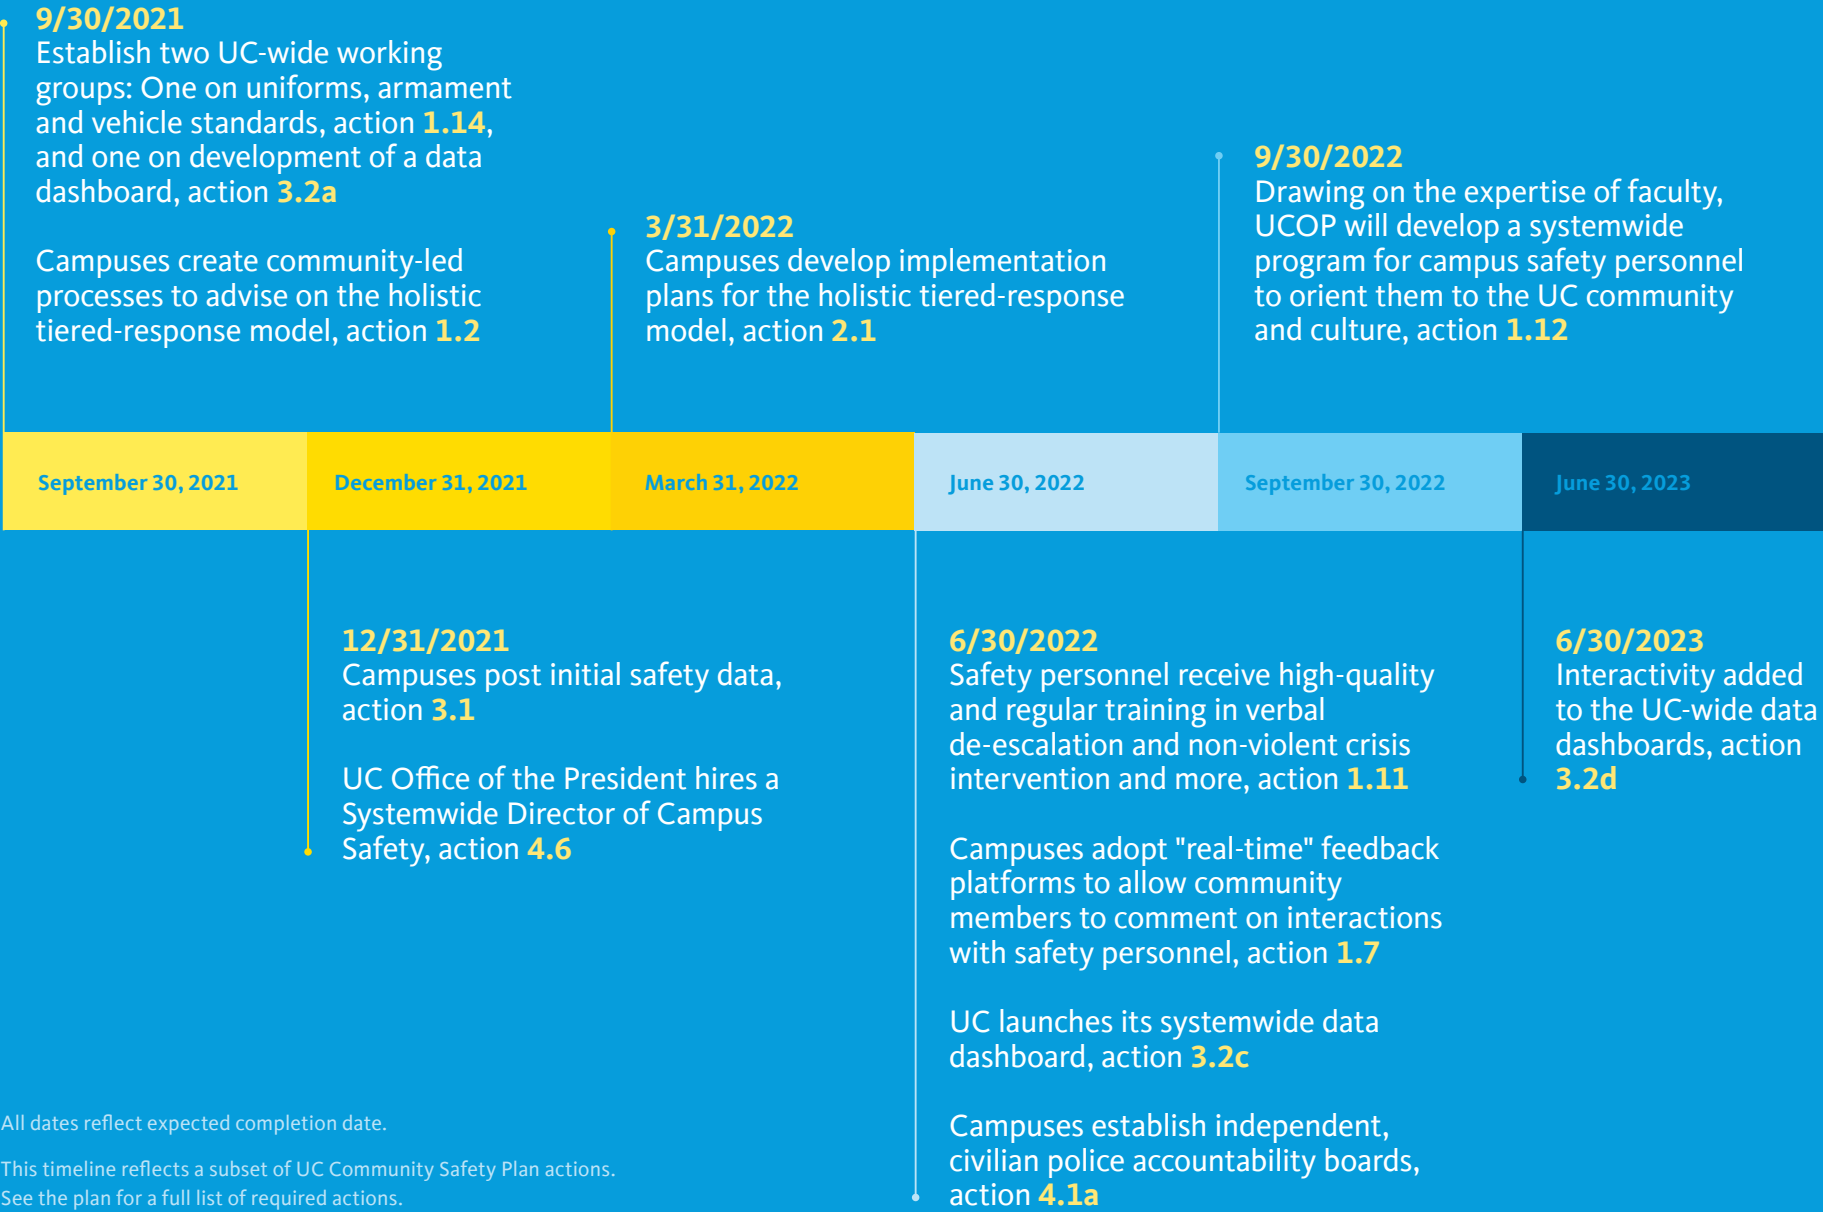 9/30/2021
Establish two UC-wide working
groups: One on uniforms, armament
and vehicle standards, action 1.14,
and one on development of a data
dashboard, action 3.2a
Campuses create community-led
processes to advise on the holistic
tiered-response model, action 1.2
3/31/2022
Campuses develop implementation
plans for the holistic tiered-response
model, action 2.1
9/30/2022
Drawing on the expertise of faculty,
UCOP will develop a systemwide
program for campus safety personnel
to orient them to the UC community
and culture, action 1.12
September 30, 2021
December 31, 2021
March 31, 2022
June 30, 2022
September 30, 2022
June 30, 2023
12/31/2021
Campuses post initial safety data,
action 3.1
UC Office of the President hires a
Systemwide Director of Campus
Safety, action 4.6
6/30/2022
Safety personnel receive high-quality
and regular training in verbal
de-escalation and non-violent crisis
intervention and more, action 1.11
Campuses adopt "real-time" feedback
platforms to allow community
members to comment on interactions
with safety personnel, action 1.7
UC launches its systemwide data
dashboard, action 3.2c
Campuses establish independent,
civilian police accountability boards,
action 4.1a
6/30/2023
Interactivity added
to the UC-wide data
dashboards, action
3.2d
All dates reflect expected completion date.
This timeline reflects a subset of UC Community Safety Plan actions.
See the plan for a full list of required actions.